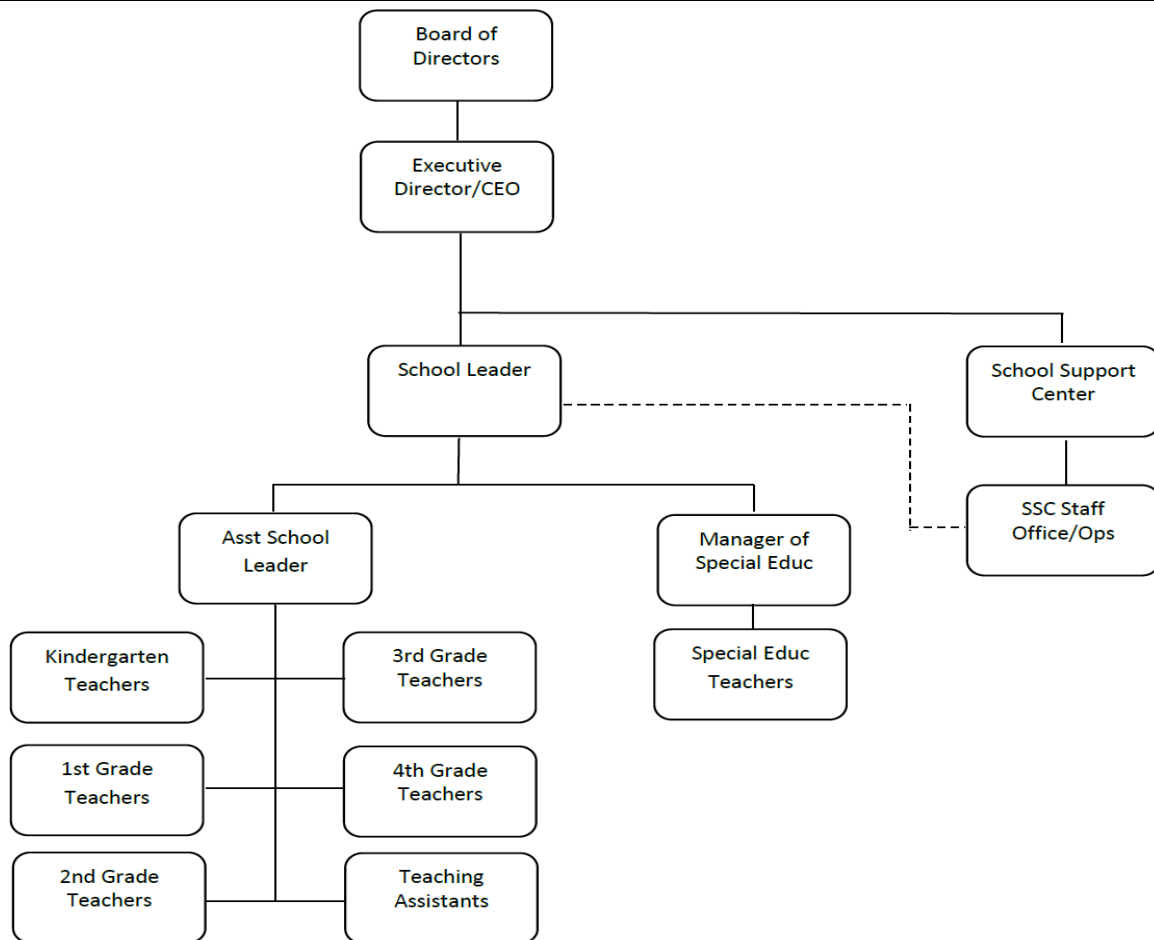 Board of
Directors
Executive
Director/CEO
School Leader
School Support
Center
Asst School
Leader
Manager of
Special Educ
SSC Staff
Office/Ops
Kindergarten
Teachers
3rd Grade
Teachers
Special Educ
Teachers
1st Grade
Teachers
4th Grade
Teachers
2nd Grade
Teachers
Teaching
Assistants